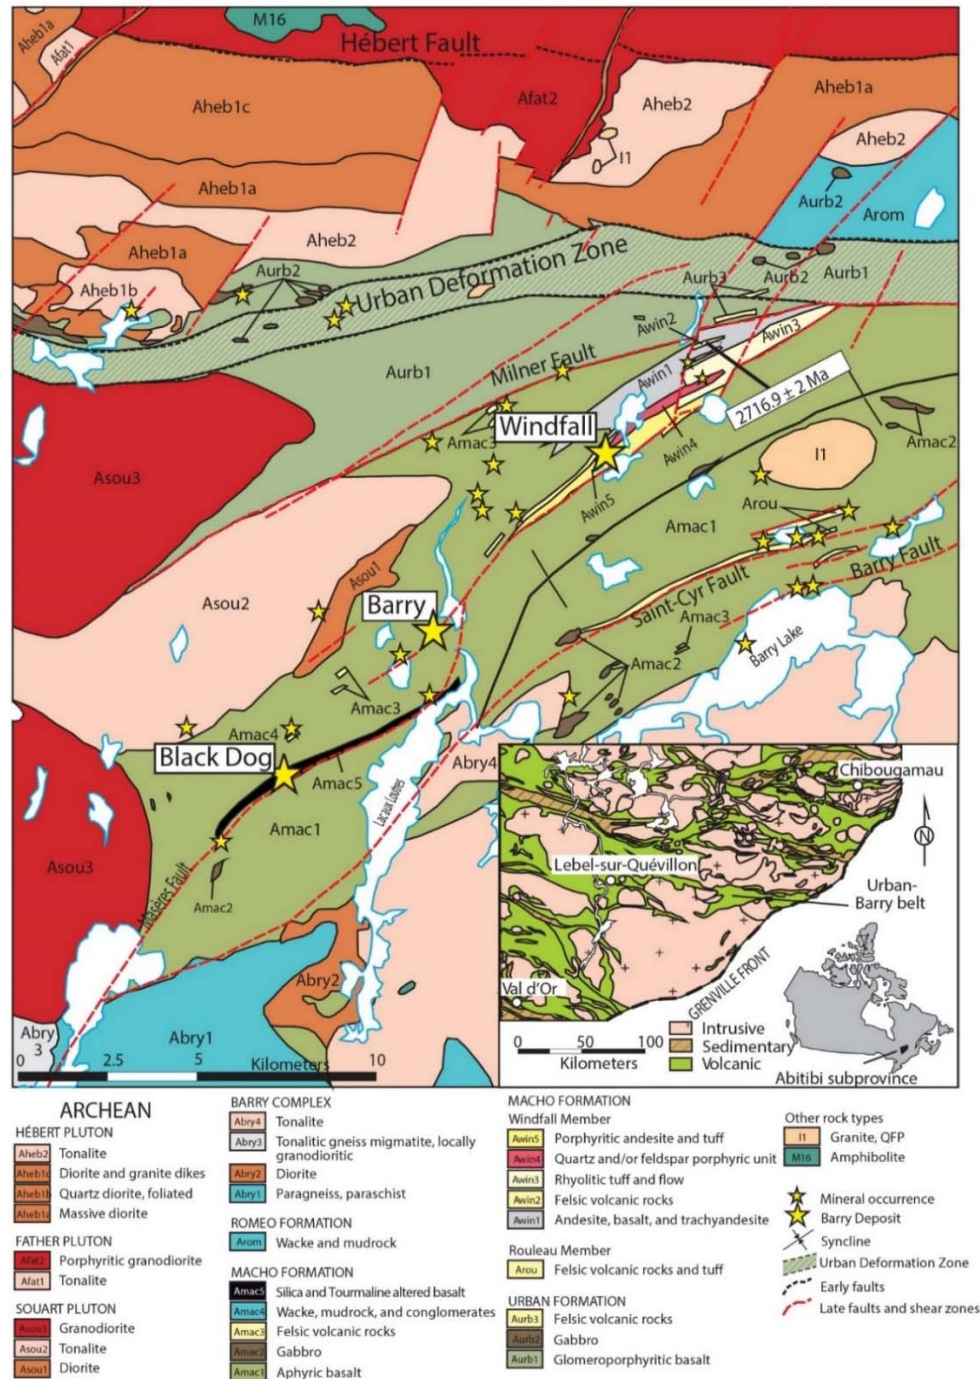 Aheb1a
Afat1
M16
Hébert Fault
Aheb1c
Afat2
Aheb2
Aheb1a
I1
Aheb2
Aurb2
Arom
Aheb1a
Aheb2
Aheb1a
Aheb1b
Aurb2
Urban Deformation Zone
Aurb3
Aurb2
Aurb1
Awin2
Awin3
Aurb1
Milner Fault
Awin1
2716.9 ± 2 Ma
Windfall
Amac3
Awin4
Amac2
I1
Asou3
Awin5
Arou
Amac1
Asou1
Asou2
Barry
Saint-Cyr Fault
Barry Fault
Amac3
Barry Lake
Amac2
Amac3
Amac4
Black Dog
Amac5
Abry4
Lac aux Loutres
Amac1
Asou3
Amac2
Masères Fault
Abry2
Abry1
Abry
3
0 2.5 5 Kilometers 10
Chibougamau
N
Lebel-sur-Quévillon
Urban-
Barry belt
GRENVILLE FRONT
Val d'Or
Intrusive
Sedimentary
Volcanic
0 50 100
Kilometers
Abitibi subprovince
ARCHEAN
HÉBERT PLUTON
Aheb2 Tonalite
Aheb1c Diorite and granite dikes
Aheb1b Quartz diorite, foliated
Aheb1a Massive diorite
FATHER PLUTON
Afat2 Porphyritic granodiorite
Afat1 Tonalite
SOUART PLUTON
Asou3 Granodiorite
Asou2 Tonalite
Asou1 Diorite
BARRY COMPLEX
Abry4 Tonalite
Abry3 Tonalitic gneiss migmatite, locally
granodioritic
Abry2 Diorite
Abry1 Paragneiss, paraschist
ROMEO FORMATION
Arom Wacke and mudrock
MACHO FORMATION
Amac5 Silica and Tourmaline altered basalt
Amac4 Wacke, mudrock, and conglomerates
Amac3 Felsic volcanic rocks
Amac2 Gabbro
Amac1 Aphyric basalt
MACHO FORMATION
Windfall Member
Awin5 Porphyritic andesite and tuff
Awin4 Quartz and/or feldspar porphyric unit
Awin3 Rhyolitic tuff and flow
Awin2 Felsic volcanic rocks
Awin1 Andesite, basalt, and trachyandesite
Rouleau Member
Arou Felsic volcanic rocks and tuff
URBAN FORMATION
Aurb3 Felsic volcanic rocks
Aurb2 Gabbro
Aurb1 Glomeroporphyritic basalt
Other rock types
I1 Granite, QFP
M16 Amphibolite
Mineral occurrence
Barry Deposit
Syncline
Urban Deformation Zone
Early faults
Late faults and shear zones